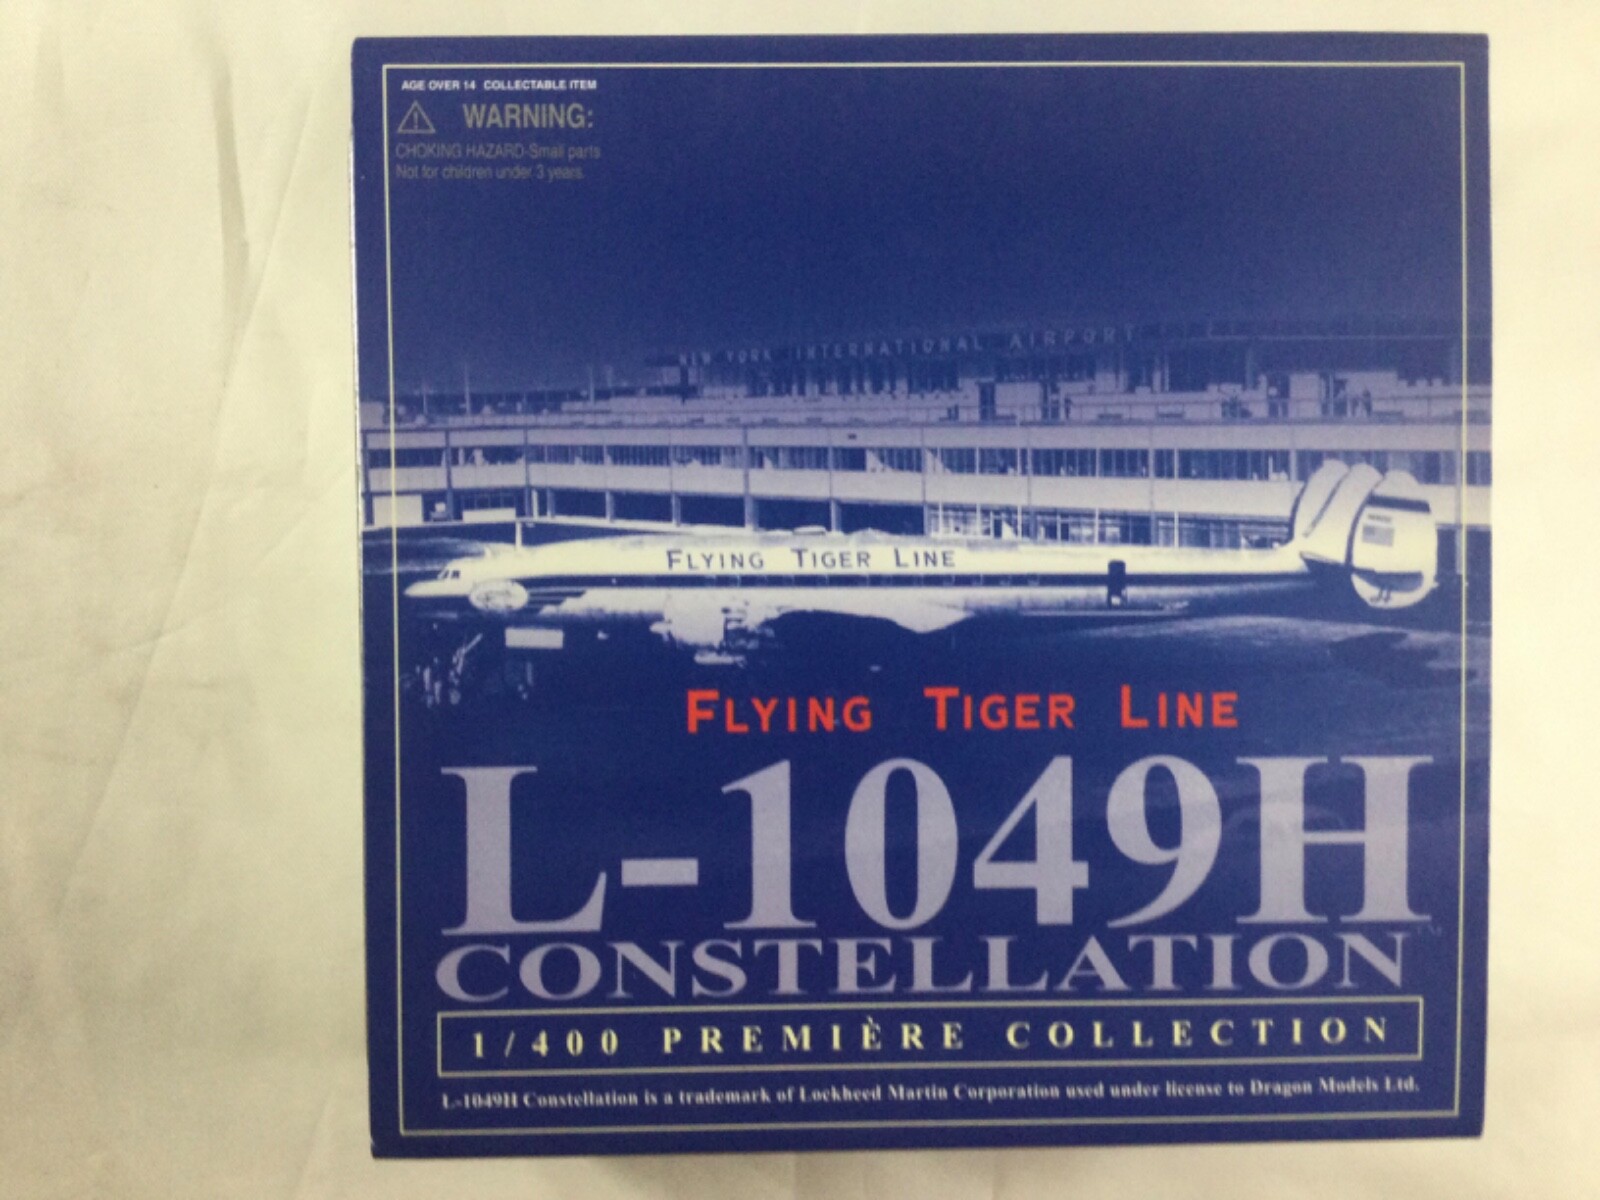 AGE OVER 14 COLLECTABLE ITEM
WARNING:
CHOKING HAZARD-Small parts
Not for children under 3 years.
NEW YORK INTERNATIONAL AIRPORT
FLYING TIGER LINE
FLYING TIGER LINE
L-1049H
CONSTELLATION™
1/400 PREMIÈRE COLLECTION
L-1049H Constellation is a trademark of Lockheed Martin Corporation used under license to Dragon Models Ltd.